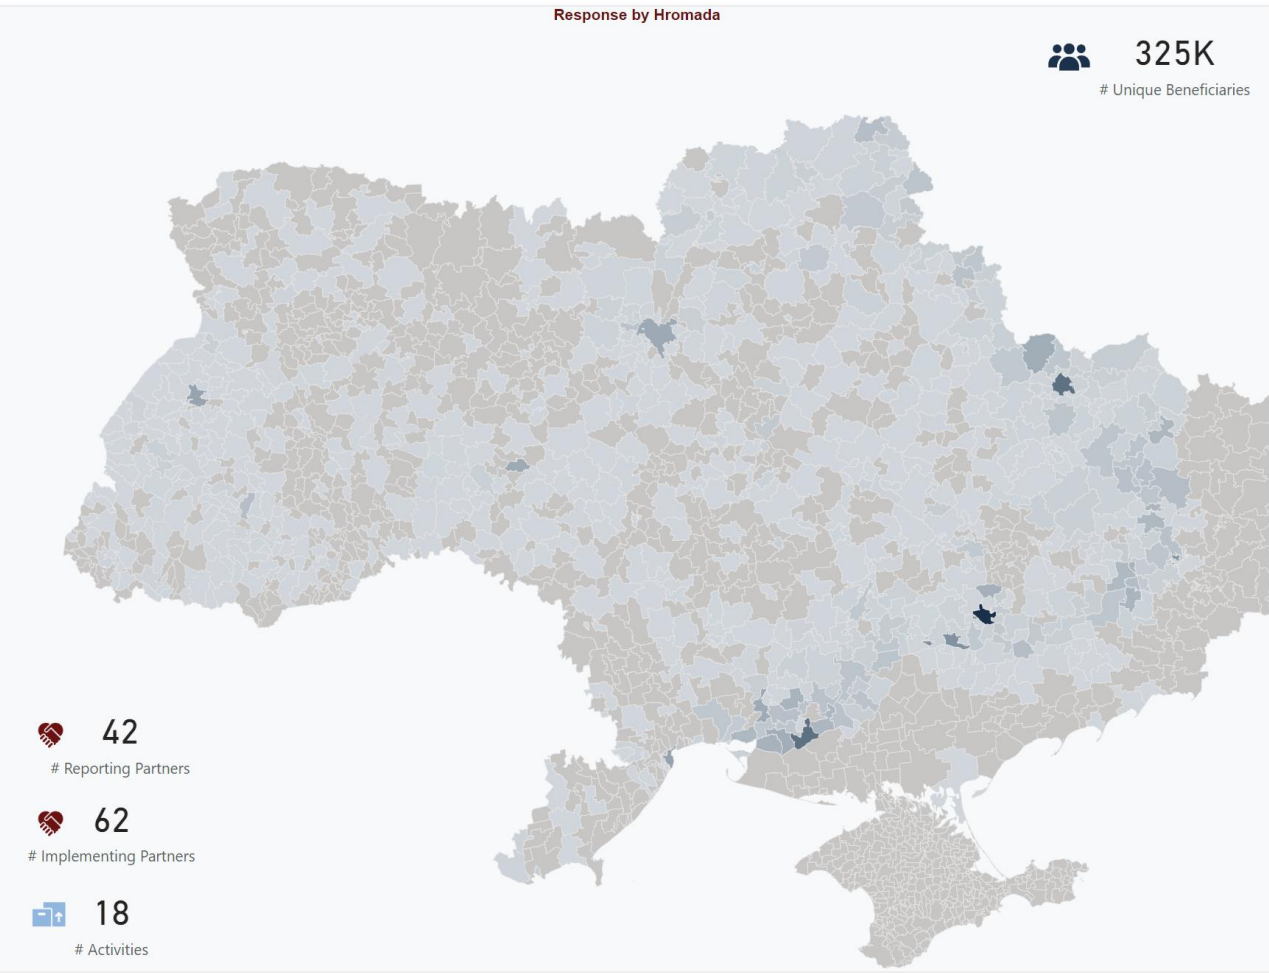 Response by Hromada
325K
# Unique Beneficiaries
42
# Reporting Partners
62
# Implementing Partners
18
# Activities